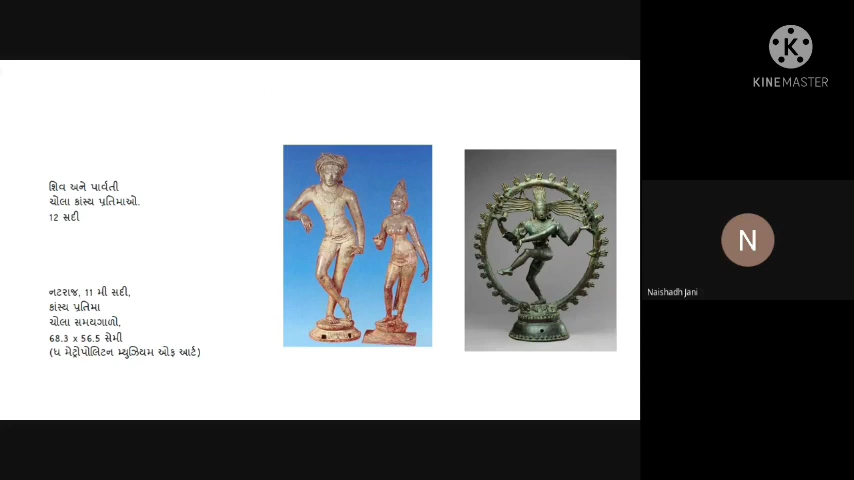 શિવ અને પાર્વતી
ચોલા કાંસ્ય પ્રતિમાઓ.
12 સદી
નટરાજ, 11 મી સદી,
કાંસ્ય પ્રતિમા
ચોલા સમયગાળો,
68.3 x 56.5 સેમી
(ધ મેટ્રોપોલિટન મ્યુઝિયમ ઓફ આર્ટ)
K
KINEMASTER
N
Naishadh Jani